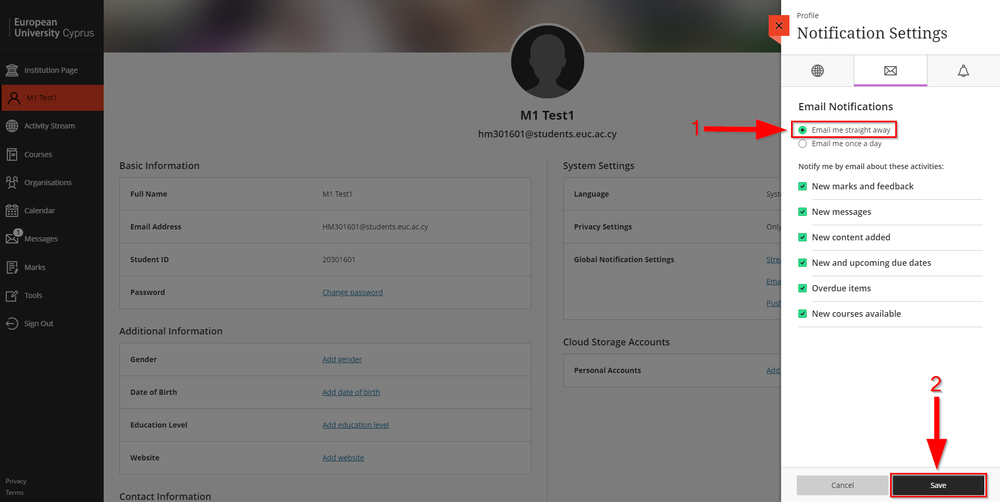 European
University Cyprus
Institution Page
M1 Test1
Activity Stream
Courses
Organisations
Calendar
1
Messages
Marks
Tools
Sign Out
Privacy
Terms
M1 Test1
hm301601@students.euc.ac.cy
Basic Information
Full Name M1 Test1
Email Address HM301601@students.euc.ac.cy
Student ID 20301601
Password Change password
Additional Information
Gender Add gender
Date of Birth Add date of birth
Education Level Add education level
Website Add website
Contact Information
System Settings
Language Syst
Privacy Settings Only
Global Notification Settings Strea
Emai
Push
Cloud Storage Accounts
Personal Accounts Add
Profile
Notification Settings
Email Notifications
1
Email me straight away
Email me once a day
Notify me by email about these activities:
New marks and feedback
New messages
New content added
New and upcoming due dates
Overdue items
New courses available
2
Cancel Save